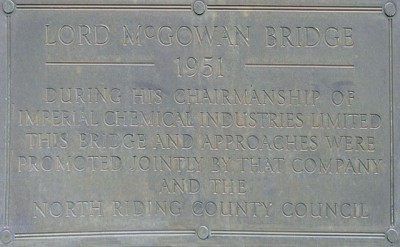 LORD McGOWAN BRIDGE
1951
DURING HIS CHAIRMANSHIP OF
IMPERIAL CHEMICAL INDUSTRIES LIMITED
THIS BRIDGE AND APPROACHES WERE
PROMOTED JOINTLY BY THAT COMPANY
AND THE
NORTH RIDING COUNTY COUNCIL